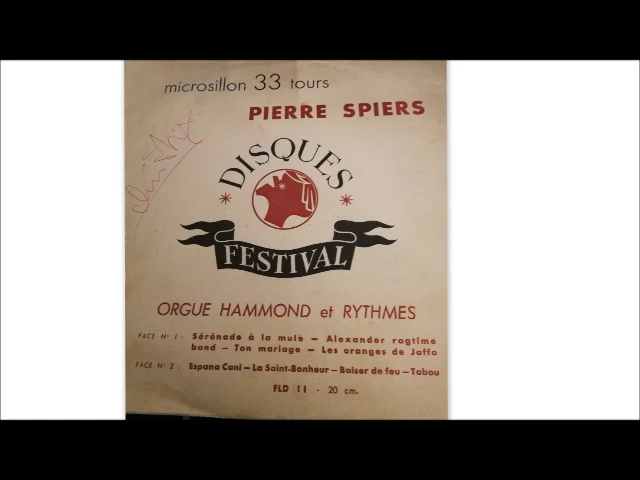 microsillon 33 tours
PIERRE SPIERS
DISQUES
FESTIVAL
ORGUE HAMMOND et RYTHMES
FACE Nº 1 : Sérénade à la mule — Alexander ragtime
band — Ton mariage — Les oranges de Jaffa
FACE Nº 2 : Espana Cani — La Saint-Bonheur — Baiser de feu — Tabou
FLD 11 - 20 cm.